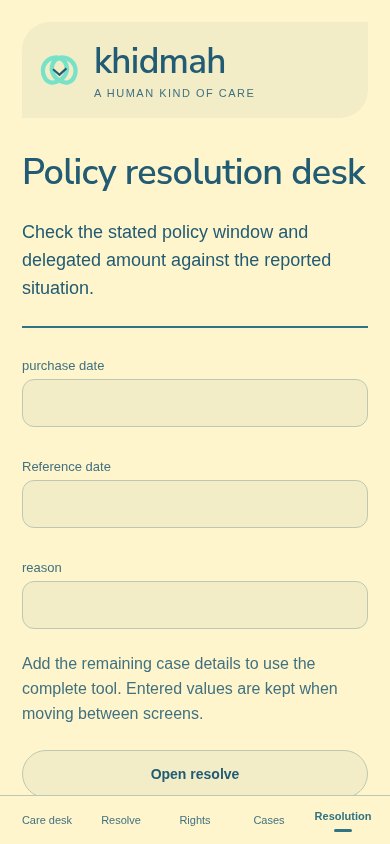 khidmah
A HUMAN KIND OF CARE
Policy resolution desk
Check the stated policy window and
delegated amount against the reported
situation.
purchase date
Reference date
reason
Add the remaining case details to use the
complete tool. Entered values are kept when
moving between screens.
Open resolve
Care desk Resolve Rights Cases Resolution